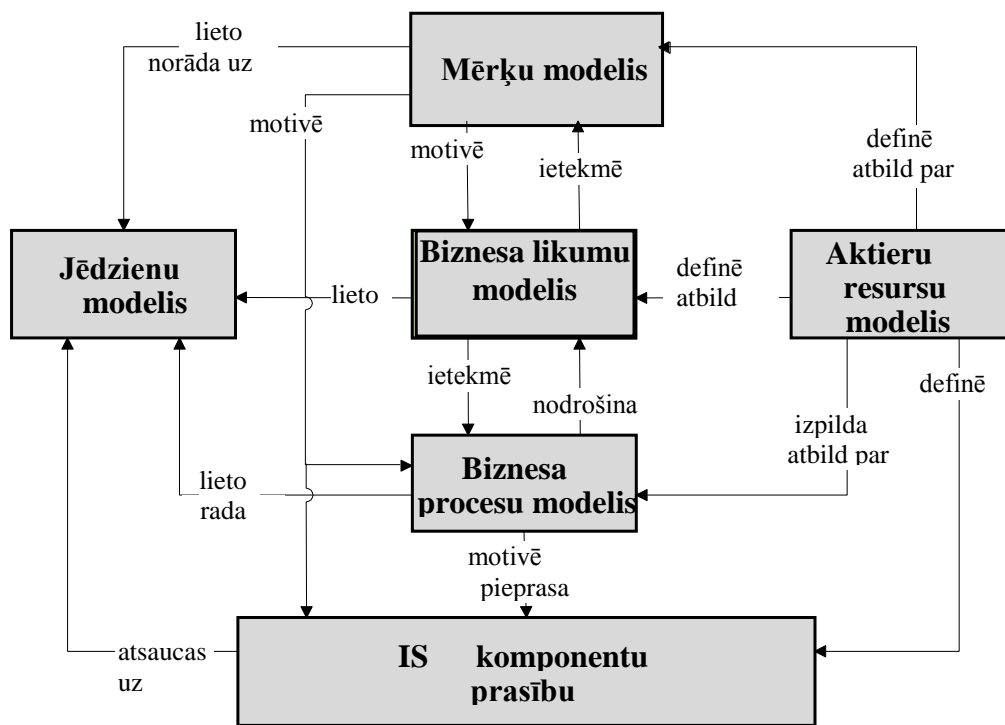 lieto
norāda uz
Mērķu modelis
motivē
motivē
ietekmē
definē
atbild par
Jēdzienu
modelis
lieto
Biznesa likumu
modelis
definē
atbild
Aktieru
resursu
modelis
ietekmē
nodrošina
definē
izpilda
atbild par
lieto
rada
Biznesa
procesu modelis
motivē
pieprasa
atsaucas
uz
IS komponentu
prasību